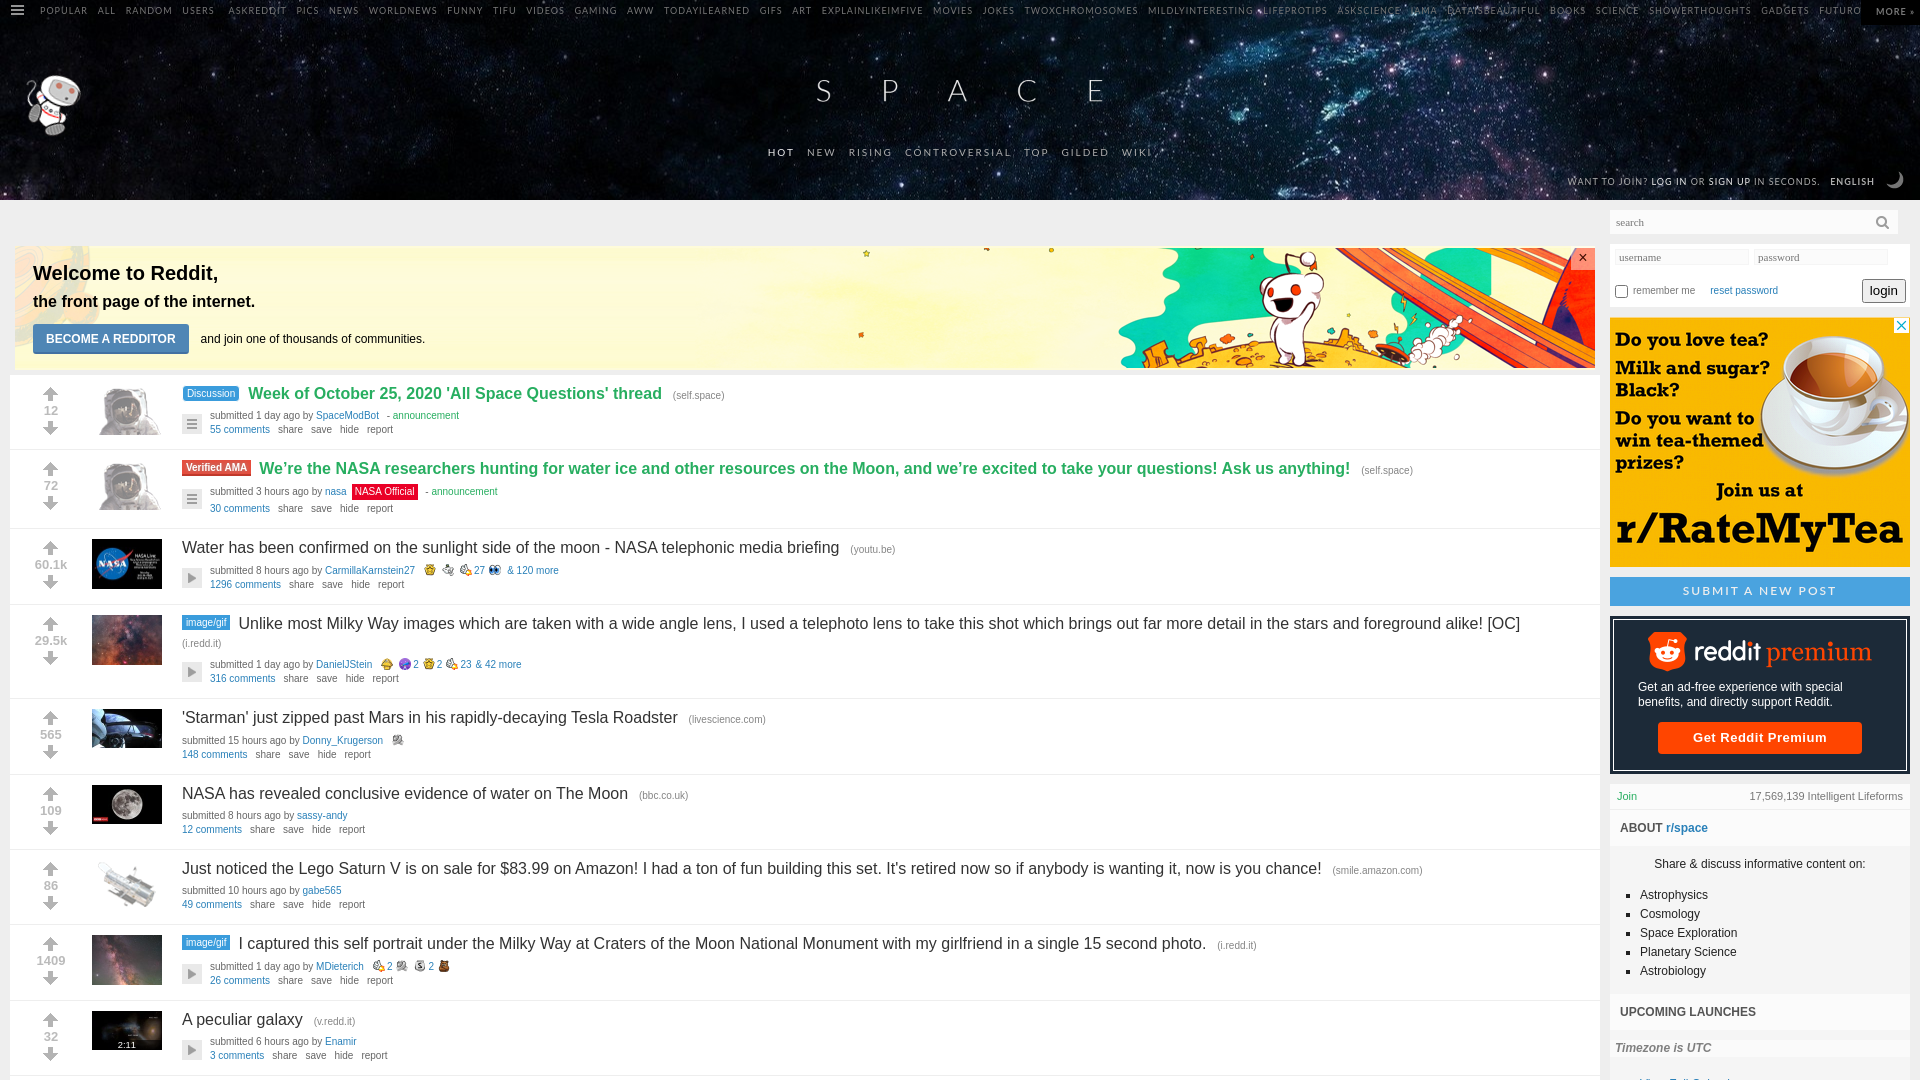 POPULAR ALL RANDOM USERS ASKREDDIT PICS NEWS WORLDNEWS FUNNY TIFU VIDEOS GAMING AWW TODAYILEARNED GIFS ART EXPLAINLIKEIMFIVE MOVIES JOKES TWOXCHROMOSOMES MILDLYINTERESTING LIFEPROTIPS ASKSCIENCE IAMA DATAISBEAUTIFUL BOOKS SCIENCE SHOWERTHOUGHTS GADGETS FUTURO MORE »
SPACE
HOT NEW RISING CONTROVERSIAL TOP GILDED WIKI
WANT TO JOIN? LOG IN OR SIGN UP IN SECONDS. ENGLISH
search
Welcome to Reddit,
the front page of the internet.
BECOME A REDDITOR and join one of thousands of communities.
×
username password
remember me reset password login
Do you love tea?
Milk and sugar?
Black?
Do you want to
win tea-themed
prizes?
Join us at
r/RateMyTea
SUBMIT A NEW POST
reddit premium
Get an ad-free experience with special
benefits, and directly support Reddit.
Get Reddit Premium
Join 17,569,139 Intelligent Lifeforms
ABOUT r/space
Share & discuss informative content on:
Astrophysics
Cosmology
Space Exploration
Planetary Science
Astrobiology
UPCOMING LAUNCHES
Timezone is UTC
12
Discussion Week of October 25, 2020 'All Space Questions' thread (self.space)
submitted 1 day ago by SpaceModBot - announcement
55 comments share save hide report
72
Verified AMA We’re the NASA researchers hunting for water ice and other resources on the Moon, and we’re excited to take your questions! Ask us anything! (self.space)
submitted 3 hours ago by nasa NASA Official - announcement
30 comments share save hide report
60.1k
NASA
Water has been confirmed on the sunlight side of the moon - NASA telephonic media briefing (youtu.be)
submitted 8 hours ago by CarmillaKarnstein27 27 & 120 more
1296 comments share save hide report
29.5k
image/gif Unlike most Milky Way images which are taken with a wide angle lens, I used a telephoto lens to take this shot which brings out far more detail in the stars and foreground alike! [OC]
(i.redd.it)
submitted 1 day ago by DanielJStein 2 2 23 & 42 more
316 comments share save hide report
565
'Starman' just zipped past Mars in his rapidly-decaying Tesla Roadster (livescience.com)
submitted 15 hours ago by Donny_Krugerson
148 comments share save hide report
109
NASA has revealed conclusive evidence of water on The Moon (bbc.co.uk)
submitted 8 hours ago by sassy-andy
12 comments share save hide report
86
Just noticed the Lego Saturn V is on sale for $83.99 on Amazon! I had a ton of fun building this set. It's retired now so if anybody is wanting it, now is you chance! (smile.amazon.com)
submitted 10 hours ago by gabe565
49 comments share save hide report
1409
image/gif I captured this self portrait under the Milky Way at Craters of the Moon National Monument with my girlfriend in a single 15 second photo. (i.redd.it)
submitted 1 day ago by MDieterich 2 2
26 comments share save hide report
32
2:11
A peculiar galaxy (v.redd.it)
submitted 6 hours ago by Enamir
3 comments share save hide report